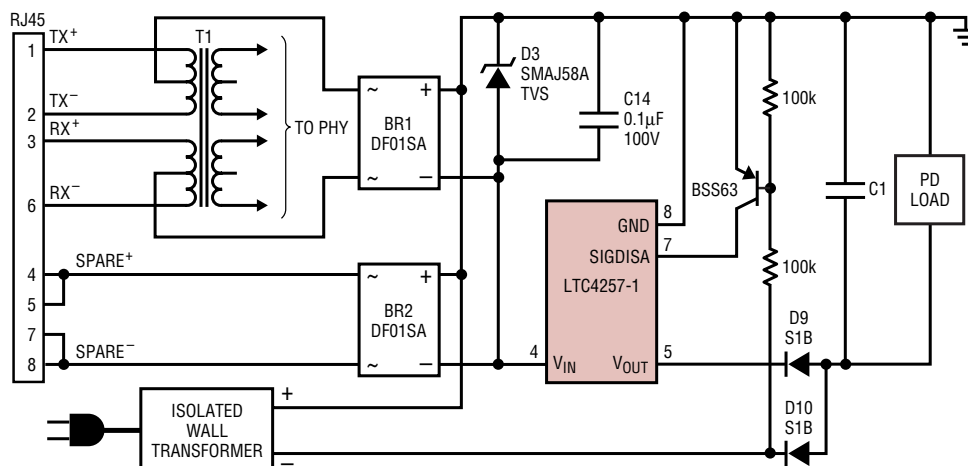 RJ45
1
TX+
2
TX−
3
RX+
6
RX−
T1
TO PHY
4
SPARE+
5
7
8
SPARE−
~
+
BR1
DF01SA
~
−
~
+
BR2
DF01SA
~
−
D3
SMAJ58A
TVS
C14
0.1µF
100V
GND
8
SIGDISA
7
LTC4257-1
4
VIN
VOUT
5
BSS63
100k
100k
C1
PD
LOAD
D9
S1B
D10
S1B
ISOLATED
WALL
TRANSFORMER
+
−